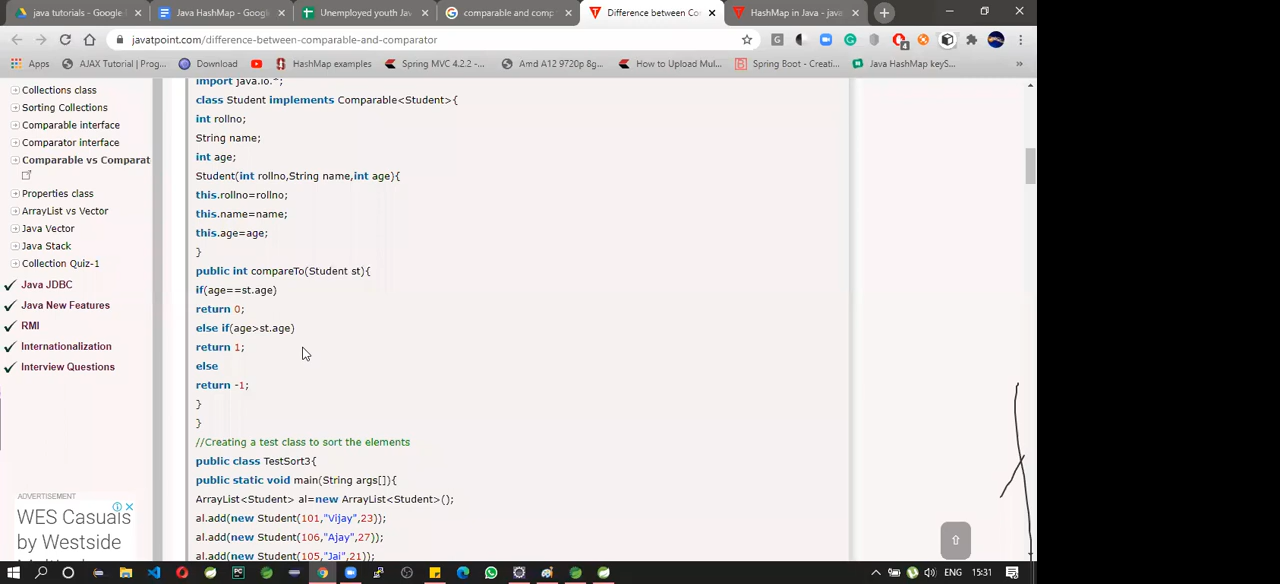 java tutorials - Google
Java HashMap - Goog
Unemployed youth Jav
comparable and comp
Difference between Co
HashMap in Java - java
javatpoint.com/difference-between-comparable-and-comparator
Apps
AJAX Tutorial | Prog...
Download
HashMap examples
Spring MVC 4.2.2 -...
Amd A12 9720p 8g...
How to Upload Mul...
Spring Boot - Creati...
Java HashMap keyS...
»
Collections class
Sorting Collections
Comparable interface
Comparator interface
Comparable vs Comparat
Properties class
ArrayList vs Vector
Java Vector
Java Stack
Collection Quiz-1
Java JDBC
Java New Features
RMI
Internationalization
Interview Questions
ADVERTISEMENT
WES Casuals
by Westside
import java.io.*;
class Student implements Comparable<Student>{
int rollno;
String name;
int age;
Student(int rollno,String name,int age){
this.rollno=rollno;
this.name=name;
this.age=age;
}
public int compareTo(Student st){
if(age==st.age)
return 0;
else if(age>st.age)
return 1;
else
return -1;
}
}
//Creating a test class to sort the elements
public class TestSort3{
public static void main(String args[]){
ArrayList<Student> al=new ArrayList<Student>();
al.add(new Student(101,"Vijay",23));
al.add(new Student(106,"Ajay",27));
al.add(new Student(105,"Jai",21));
ENG 15:31